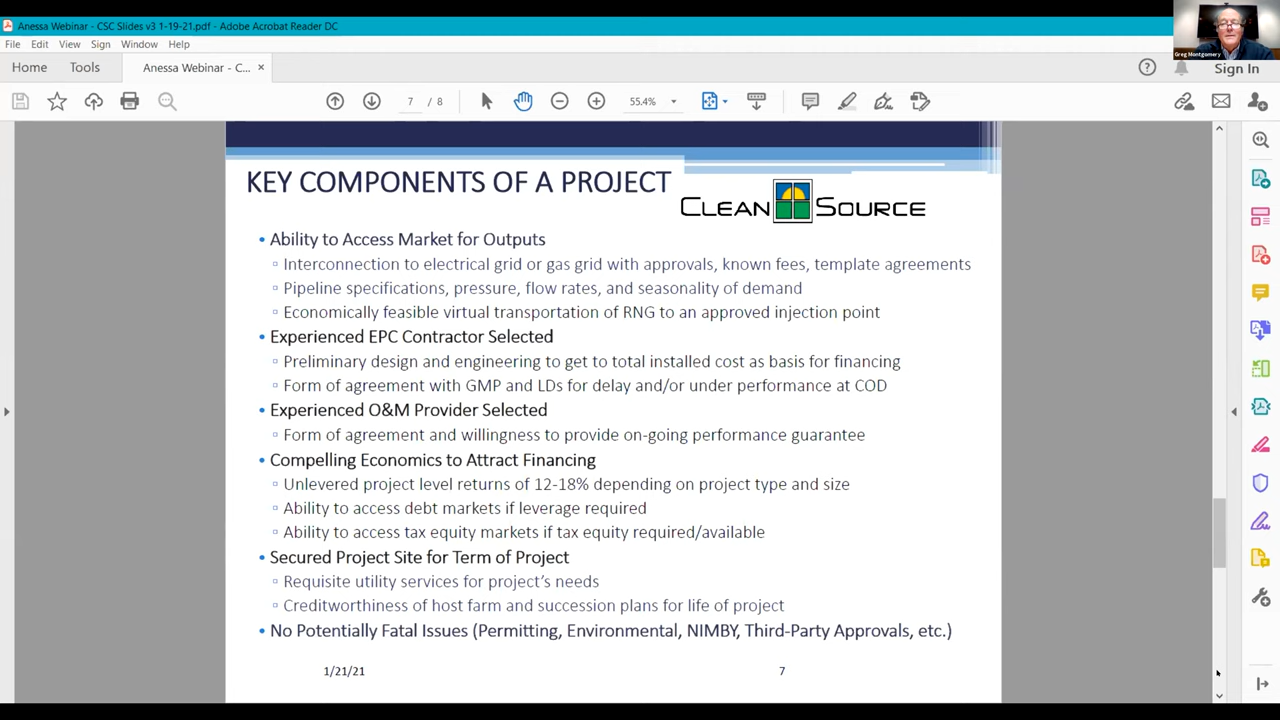 Anessa Webinar - CSC Slides v3 1-19-21.pdf - Adobe Acrobat Reader DC
File Edit View Sign Window Help
Greg Montgomery
Home Tools Anessa Webinar - C... × Sign In
7 / 8 55.4%
KEY COMPONENTS OF A PROJECT
CLEAN SOURCE
• Ability to Access Market for Outputs
▫ Interconnection to electrical grid or gas grid with approvals, known fees, template agreements
▫ Pipeline specifications, pressure, flow rates, and seasonality of demand
▫ Economically feasible virtual transportation of RNG to an approved injection point
• Experienced EPC Contractor Selected
▫ Preliminary design and engineering to get to total installed cost as basis for financing
▫ Form of agreement with GMP and LDs for delay and/or under performance at COD
• Experienced O&M Provider Selected
▫ Form of agreement and willingness to provide on-going performance guarantee
• Compelling Economics to Attract Financing
▫ Unlevered project level returns of 12-18% depending on project type and size
▫ Ability to access debt markets if leverage required
▫ Ability to access tax equity markets if tax equity required/available
• Secured Project Site for Term of Project
▫ Requisite utility services for project's needs
▫ Creditworthiness of host farm and succession plans for life of project
• No Potentially Fatal Issues (Permitting, Environmental, NIMBY, Third-Party Approvals, etc.)
1/21/21 7